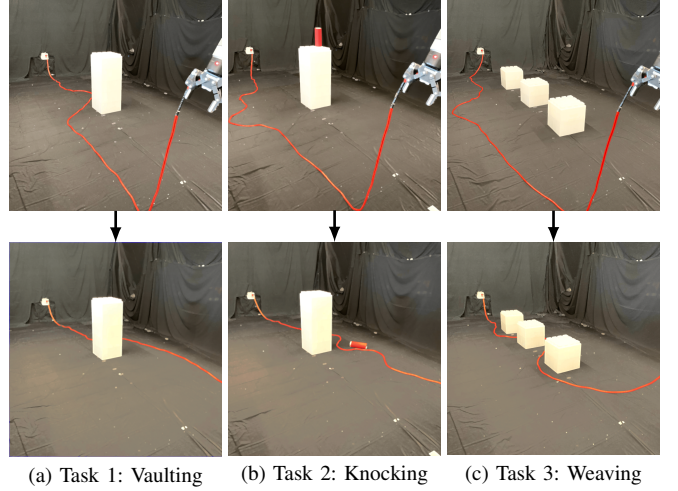 (a) Task 1: Vaulting
(b) Task 2: Knocking
(c) Task 3: Weaving